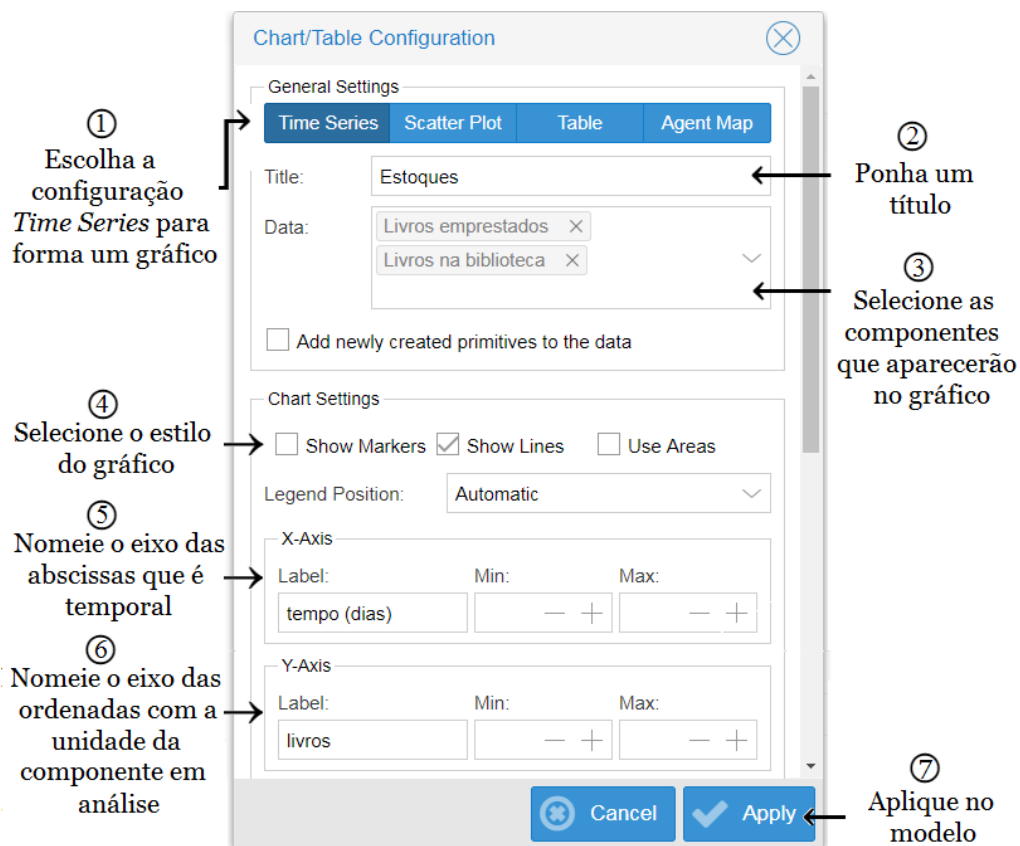 Chart/Table Configuration
General Settings
Time Series Scatter Plot Table Agent Map
Title: Estoques
Data: Livros emprestados
Livros na biblioteca
Add newly created primitives to the data
Chart Settings
Show Markers Show Lines Use Areas
Legend Position: Automatic
X-Axis
Label: Min: Max:
tempo (dias)
Y-Axis
Label: Min: Max:
livros
Cancel Apply
①
Escolha a
configuração
Time Series para
forma um gráfico
②
Ponha um
título
③
Selecione as
componentes
que aparecerão
no gráfico
④
Selecione o estilo
do gráfico
⑤
Nomeie o eixo das
abscissas que é
temporal
⑥
Nomeie o eixo das
ordenadas com a
unidade da
componente em
análise
⑦
Aplique no
modelo